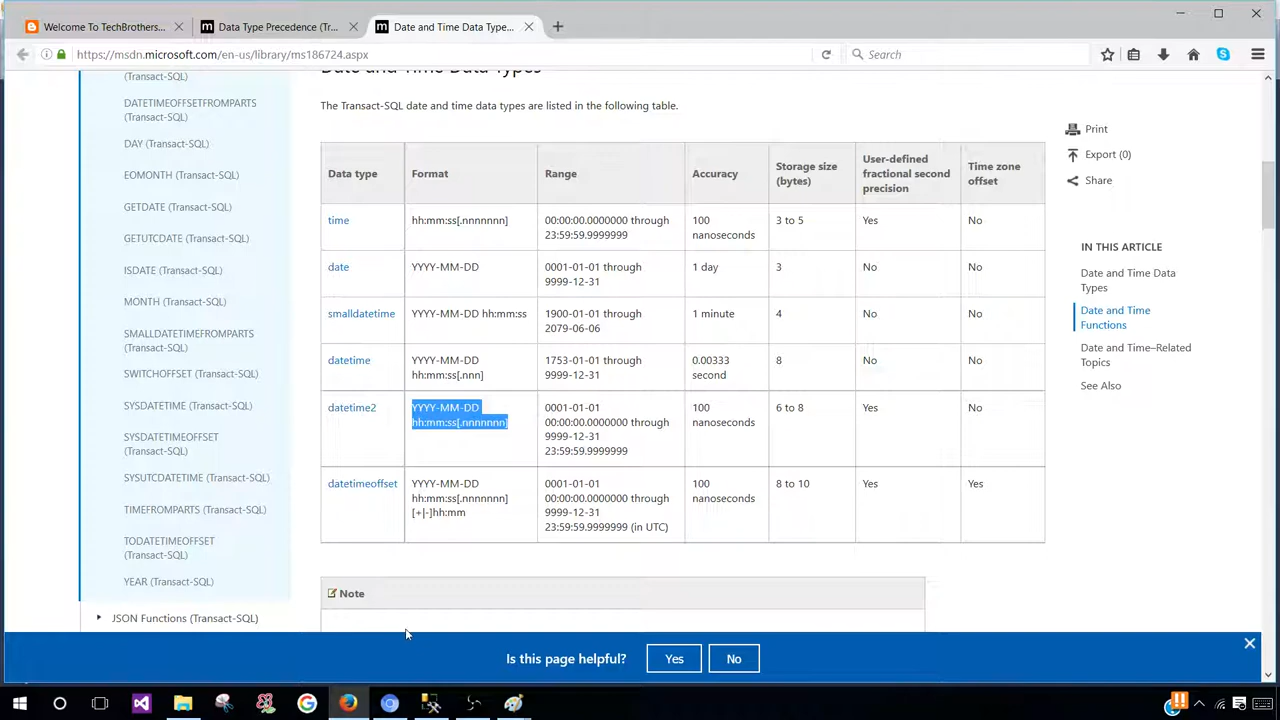 Welcome To TechBrothers...
Data Type Precedence (Tr...
Date and Time Data Type...
https://msdn.microsoft.com/en-us/library/ms186724.aspx
Search
(Transact-SQL)
DATETIMEOFFSETFROMPARTS
(Transact-SQL)
DAY (Transact-SQL)
EOMONTH (Transact-SQL)
GETDATE (Transact-SQL)
GETUTCDATE (Transact-SQL)
ISDATE (Transact-SQL)
MONTH (Transact-SQL)
SMALLDATETIMEFROMPARTS
(Transact-SQL)
SWITCHOFFSET (Transact-SQL)
SYSDATETIME (Transact-SQL)
SYSDATETIMEOFFSET
(Transact-SQL)
SYSUTCDATETIME (Transact-SQL)
TIMEFROMPARTS (Transact-SQL)
TODATETIMEOFFSET
(Transact-SQL)
YEAR (Transact-SQL)
JSON Functions (Transact-SQL)
Date and Time Data Types
The Transact-SQL date and time data types are listed in the following table.
Data type
Format
Range
Accuracy
Storage size
(bytes)
User-defined
fractional second
precision
Time zone
offset
time
hh:mm:ss[.nnnnnnn]
00:00:00.0000000 through
23:59:59.9999999
100
nanoseconds
3 to 5
Yes
No
date
YYYY-MM-DD
0001-01-01 through
9999-12-31
1 day
3
No
No
smalldatetime
YYYY-MM-DD hh:mm:ss
1900-01-01 through
2079-06-06
1 minute
4
No
No
datetime
YYYY-MM-DD
hh:mm:ss[.nnn]
1753-01-01 through
9999-12-31
0.00333
second
8
No
No
datetime2
YYYY-MM-DD
hh:mm:ss[.nnnnnnn]
0001-01-01
00:00:00.0000000 through
9999-12-31
23:59:59.9999999
100
nanoseconds
6 to 8
Yes
No
datetimeoffset
YYYY-MM-DD
hh:mm:ss[.nnnnnnn]
[+|-]hh:mm
0001-01-01
00:00:00.0000000 through
9999-12-31
23:59:59.9999999 (in UTC)
100
nanoseconds
8 to 10
Yes
Yes
Note
Print
Export (0)
Share
IN THIS ARTICLE
Date and Time Data
Types
Date and Time
Functions
Date and Time–Related
Topics
See Also
Is this page helpful?
Yes
No